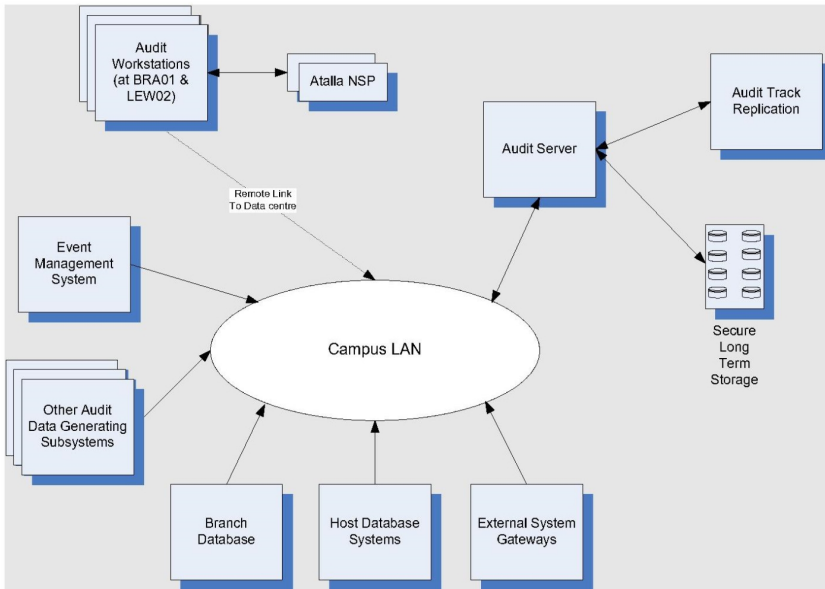 Audit
Workstations
(at BRA01 &
LEW02)
Atalla NSP
Audit Server
Audit Track
Replication
Remote Link
To Data centre
Event
Management
System
Secure
Long
Term
Storage
Campus LAN
Other Audit
Data Generating
Subsystems
Branch
Database
Host Database
Systems
External System
Gateways